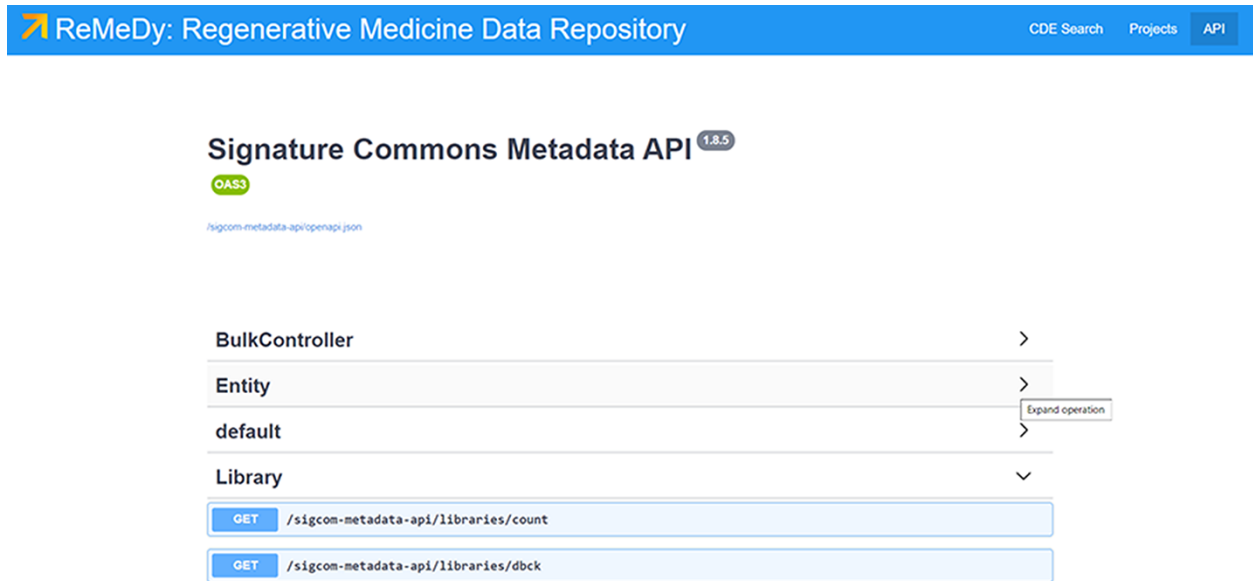 ReMeDy: Regenerative Medicine Data Repository CDE Search Projects API
Signature Commons Metadata API 1.8.5
OAS3
/sigcom-metadata-api/openapi.json
BulkController
Entity
Expand operation
default
Library
GET /sigcom-metadata-api/libraries/count
GET /sigcom-metadata-api/libraries/dbck